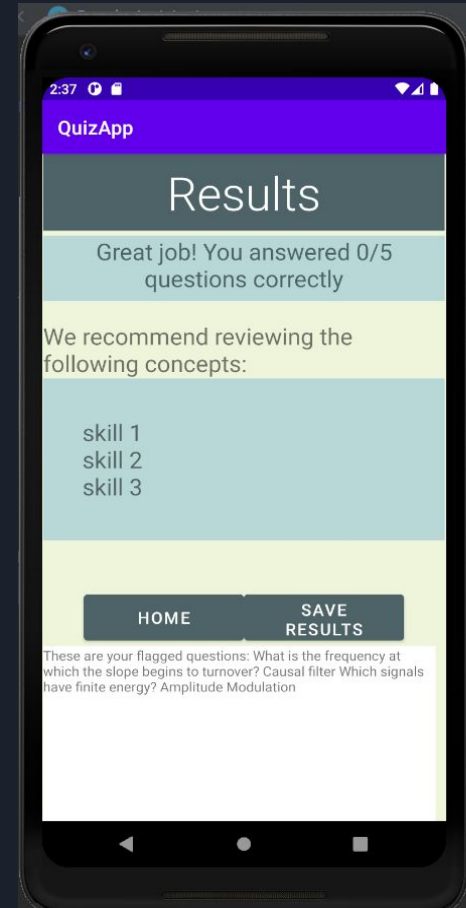 2:37
QuizApp
Results
Great job! You answered 0/5
questions correctly
We recommend reviewing the
following concepts:
skill 1
skill 2
skill 3
HOME
SAVE
RESULTS
These are your flagged questions: What is the frequency at
which the slope begins to turnover? Causal filter Which signals
have finite energy? Amplitude Modulation